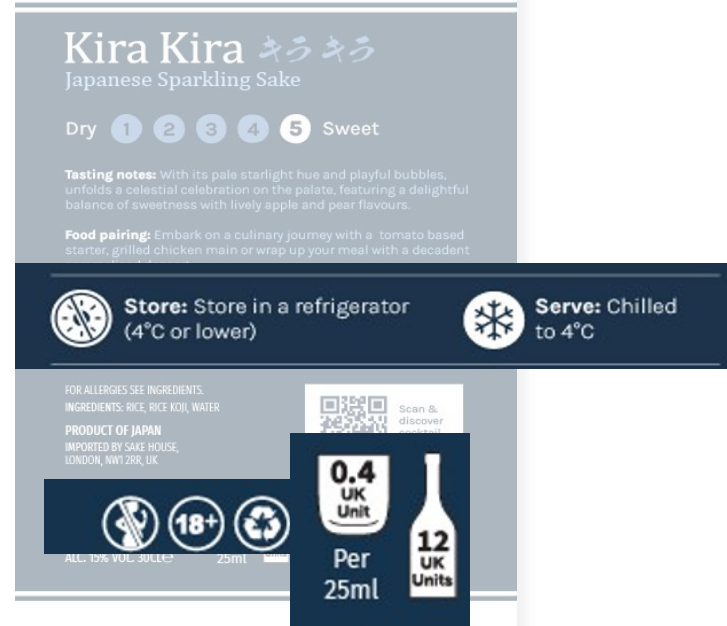 Kira Kira キラキラ
Japanese Sparkling Sake
Dry 1 2 3 4 5 Sweet
Tasting notes: With its pale starlight hue and playful bubbles,
unfolds a celestial celebration on the palate, featuring a delightful
balance of sweetness with lively apple and pear flavours.
Food pairing: Embark on a culinary journey with a tomato based
starter, grilled chicken main or wrap up your meal with a decadent
Store: Store in a refrigerator
(4°C or lower)
Serve: Chilled
to 4°C
FOR ALLERGIES SEE INGREDIENTS.
INGREDIENTS: RICE, RICE KOJI, WATER
PRODUCT OF JAPAN
IMPORTED BY SAKE HOUSE,
LONDON, NW1 2RR, UK
Scan &
discover
cocktail
18+
0.4
UK
Unit
Per
25ml
12
UK
Units
ALC. 15% VOL. 30CL℮
25ml